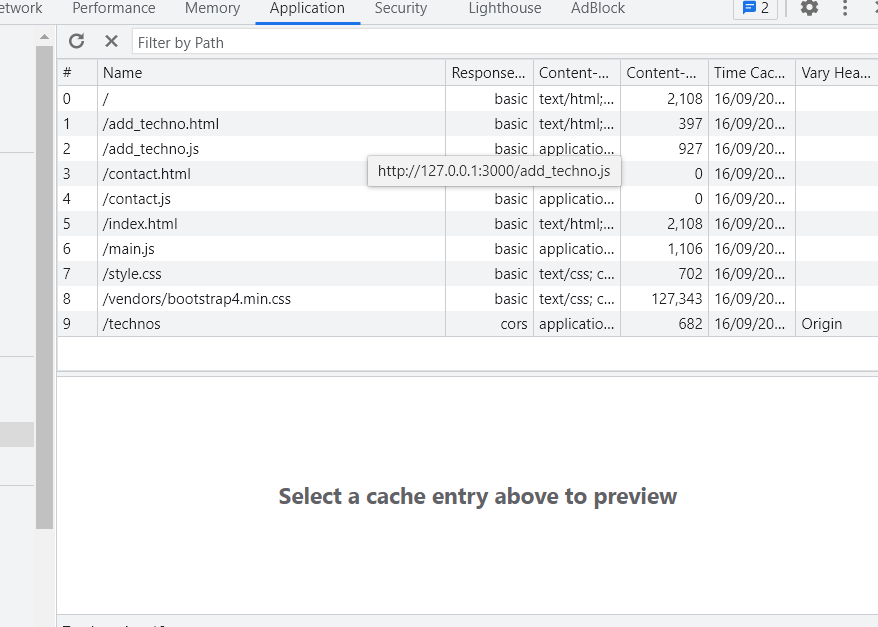 etwork Performance Memory Application Security Lighthouse AdBlock 2
Filter by Path
# Name Response... Content-... Content-... Time Cac... Vary Hea...
0 / basic text/html;... 2,108 16/09/20...
1 /add_techno.html basic text/html;... 397 16/09/20...
2 /add_techno.js basic applicatio... 927 16/09/20...
http://127.0.0.1:3000/add_techno.js
3 /contact.html 0 16/09/20...
4 /contact.js basic applicatio... 0 16/09/20...
5 /index.html basic text/html;... 2,108 16/09/20...
6 /main.js basic applicatio... 1,106 16/09/20...
7 /style.css basic text/css; c... 702 16/09/20...
8 /vendors/bootstrap4.min.css basic text/css; c... 127,343 16/09/20...
9 /technos cors applicatio... 682 16/09/20... Origin
Select a cache entry above to preview